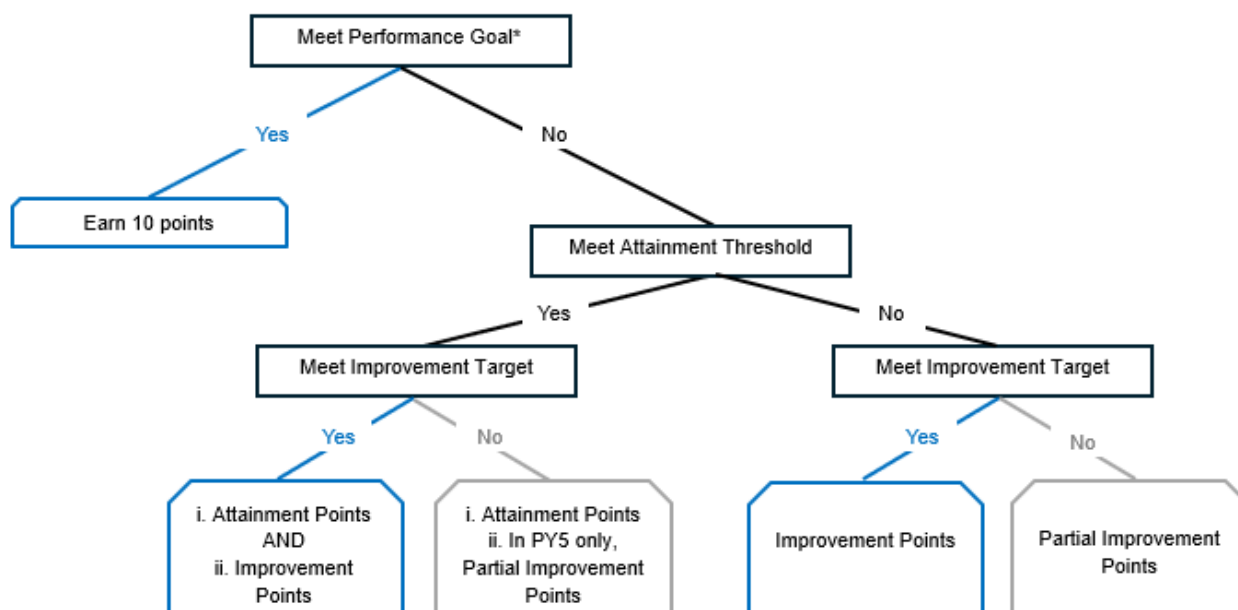 Meet Performance Goal*
Yes
No
Earn 10 points
Meet Attainment Threshold
Yes
No
Meet Improvement Target
Meet Improvement Target
Yes
No
Yes
No
i. Attainment Points
AND
ii. Improvement
Points
i. Attainment Points
ii. In PY5 only,
Partial Improvement
Points
Improvement Points
Partial Improvement
Points